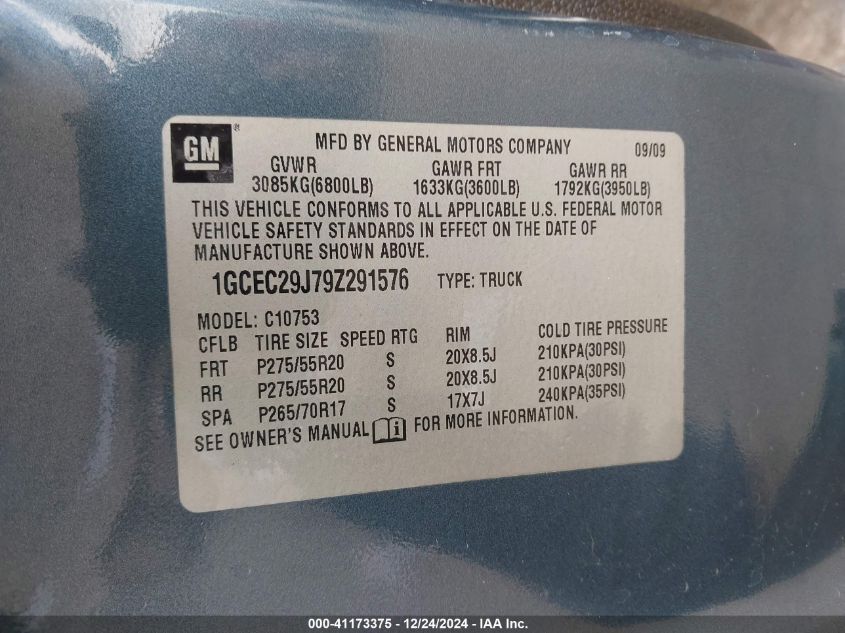 GM ® MFD BY GENERAL MOTORS COMPANY 09/09
GVWR GAWR FRT GAWR RR
3085KG(6800LB) 1633KG(3600LB) 1792KG(3950LB)
THIS VEHICLE CONFORMS TO ALL APPLICABLE U.S. FEDERAL MOTOR
VEHICLE SAFETY STANDARDS IN EFFECT ON THE DATE OF
MANUFACTURE SHOWN ABOVE.
1GCEC29J79Z291576 TYPE: TRUCK
MODEL: C10753
CFLB TIRE SIZE SPEED RTG RIM COLD TIRE PRESSURE
FRT P275/55R20 S 20X8.5J 210KPA(30PSI)
RR P275/55R20 S 20X8.5J 210KPA(30PSI)
SPA P265/70R17 S 17X7J 240KPA(35PSI)
SEE OWNER'S MANUAL i FOR MORE INFORMATION.
000-41173375 - 12/24/2024 - IAA Inc.